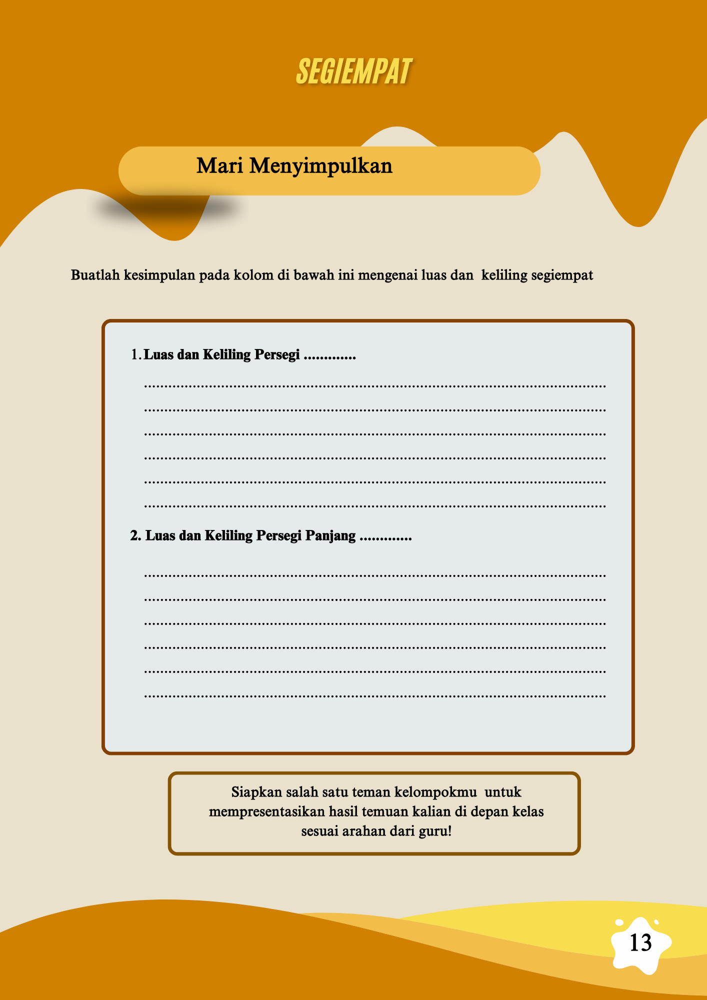 SEGIEMPAT
Mari Menyimpulkan
Buatlah kesimpulan pada kolom di bawah ini mengenai luas dan  keliling segiempat
1. Luas dan Keliling Persegi .............
..................................................................................................................
..................................................................................................................
..................................................................................................................
..................................................................................................................
..................................................................................................................
..................................................................................................................
2. Luas dan Keliling Persegi Panjang .............
..................................................................................................................
..................................................................................................................
..................................................................................................................
..................................................................................................................
..................................................................................................................
..................................................................................................................
Siapkan salah satu teman kelompokmu  untuk
mempresentasikan hasil temuan kalian di depan kelas
sesuai arahan dari guru!
13